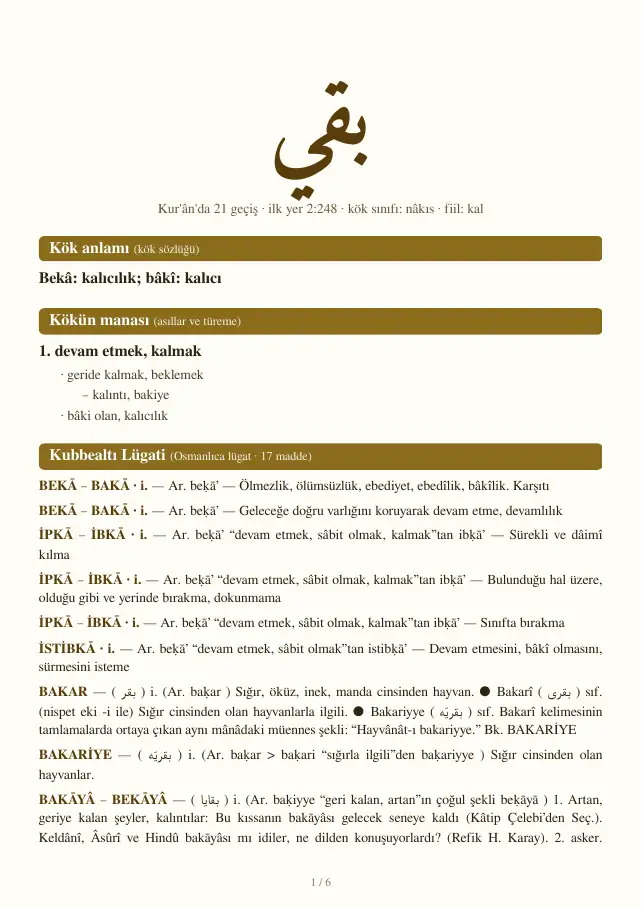 بقي
Kur'ân'da 21 geçiş · ilk yer 2:248 · kök sınıfı: nâkıs · fiil: kal
Kök anlamı (kök sözlüğü)
Bekâ: kalıcılık; bâkî: kalıcı
Kökün manası (asıllar ve türeme)
1. devam etmek, kalmak
· geride kalmak, beklemek
– kalıntı, bakiye
· bâki olan, kalıcılık
Kubbealtı Lügati (Osmanlıca lügat · 17 madde)
BEKĀ – BAKĀ · i. — Ar. beḳā’ — Ölmezlik, ölümsüzlük, ebediyet, ebedîlik, bâkîlik. Karşıtı
BEKĀ – BAKĀ · i. — Ar. beḳā’ — Geleceğe doğru varlığını koruyarak devam etme, devamlılık
İPKĀ – İBKĀ · i. — Ar. beḳā’ “devam etmek, sâbit olmak, kalmak”tan ibḳā’ — Sürekli ve dâimî
kılma
İPKĀ – İBKĀ · i. — Ar. beḳā’ “devam etmek, sâbit olmak, kalmak”tan ibḳā’ — Bulunduğu hal üzere,
olduğu gibi ve yerinde bırakma, dokunmama
İPKĀ – İBKĀ · i. — Ar. beḳā’ “devam etmek, sâbit olmak, kalmak”tan ibḳā’ — Sınıfta bırakma
İSTİBKĀ · i. — Ar. beḳā’ “devam etmek, sâbit olmak”tan istibḳā’ — Devam etmesini, bâkî olmasını,
sürmesini isteme
BAKAR — ( بقر ) i. (Ar. baḳar ) Sığır, öküz, inek, manda cinsinden hayvan. ● Bakarî ( بقرى ) sıf.
(nispet eki -i ile) Sığır cinsinden olan hayvanlarla ilgili. ● Bakariyye ( بقريّه ) sıf. Bakarî kelimesinin
tamlamalarda ortaya çıkan aynı mânâdaki müennes şekli: “Hayvânât-ı bakariyye.” Bk. BAKARİYE
BAKARİYE — ( بقريّه ) i. (Ar. baḳar > baḳari “sığırla ilgili”den baḳariyye ) Sığır cinsinden olan
hayvanlar.
BAKĀYÂ – BEKĀYÂ — ( بقايا ) i. (Ar. baḳiyye “geri kalan, artan”ın çoğul şekli beḳāyā ) 1. Artan,
geriye kalan şeyler, kalıntılar: Bu kıssanın bakāyâsı gelecek seneye kaldı (Kâtip Çelebi’den Seç.).
Keldânî, Âsûrî ve Hindû bakāyâsı mı idiler, ne dilden konuşuyorlardı? (Refik H. Karay). 2. asker.
1 / 6